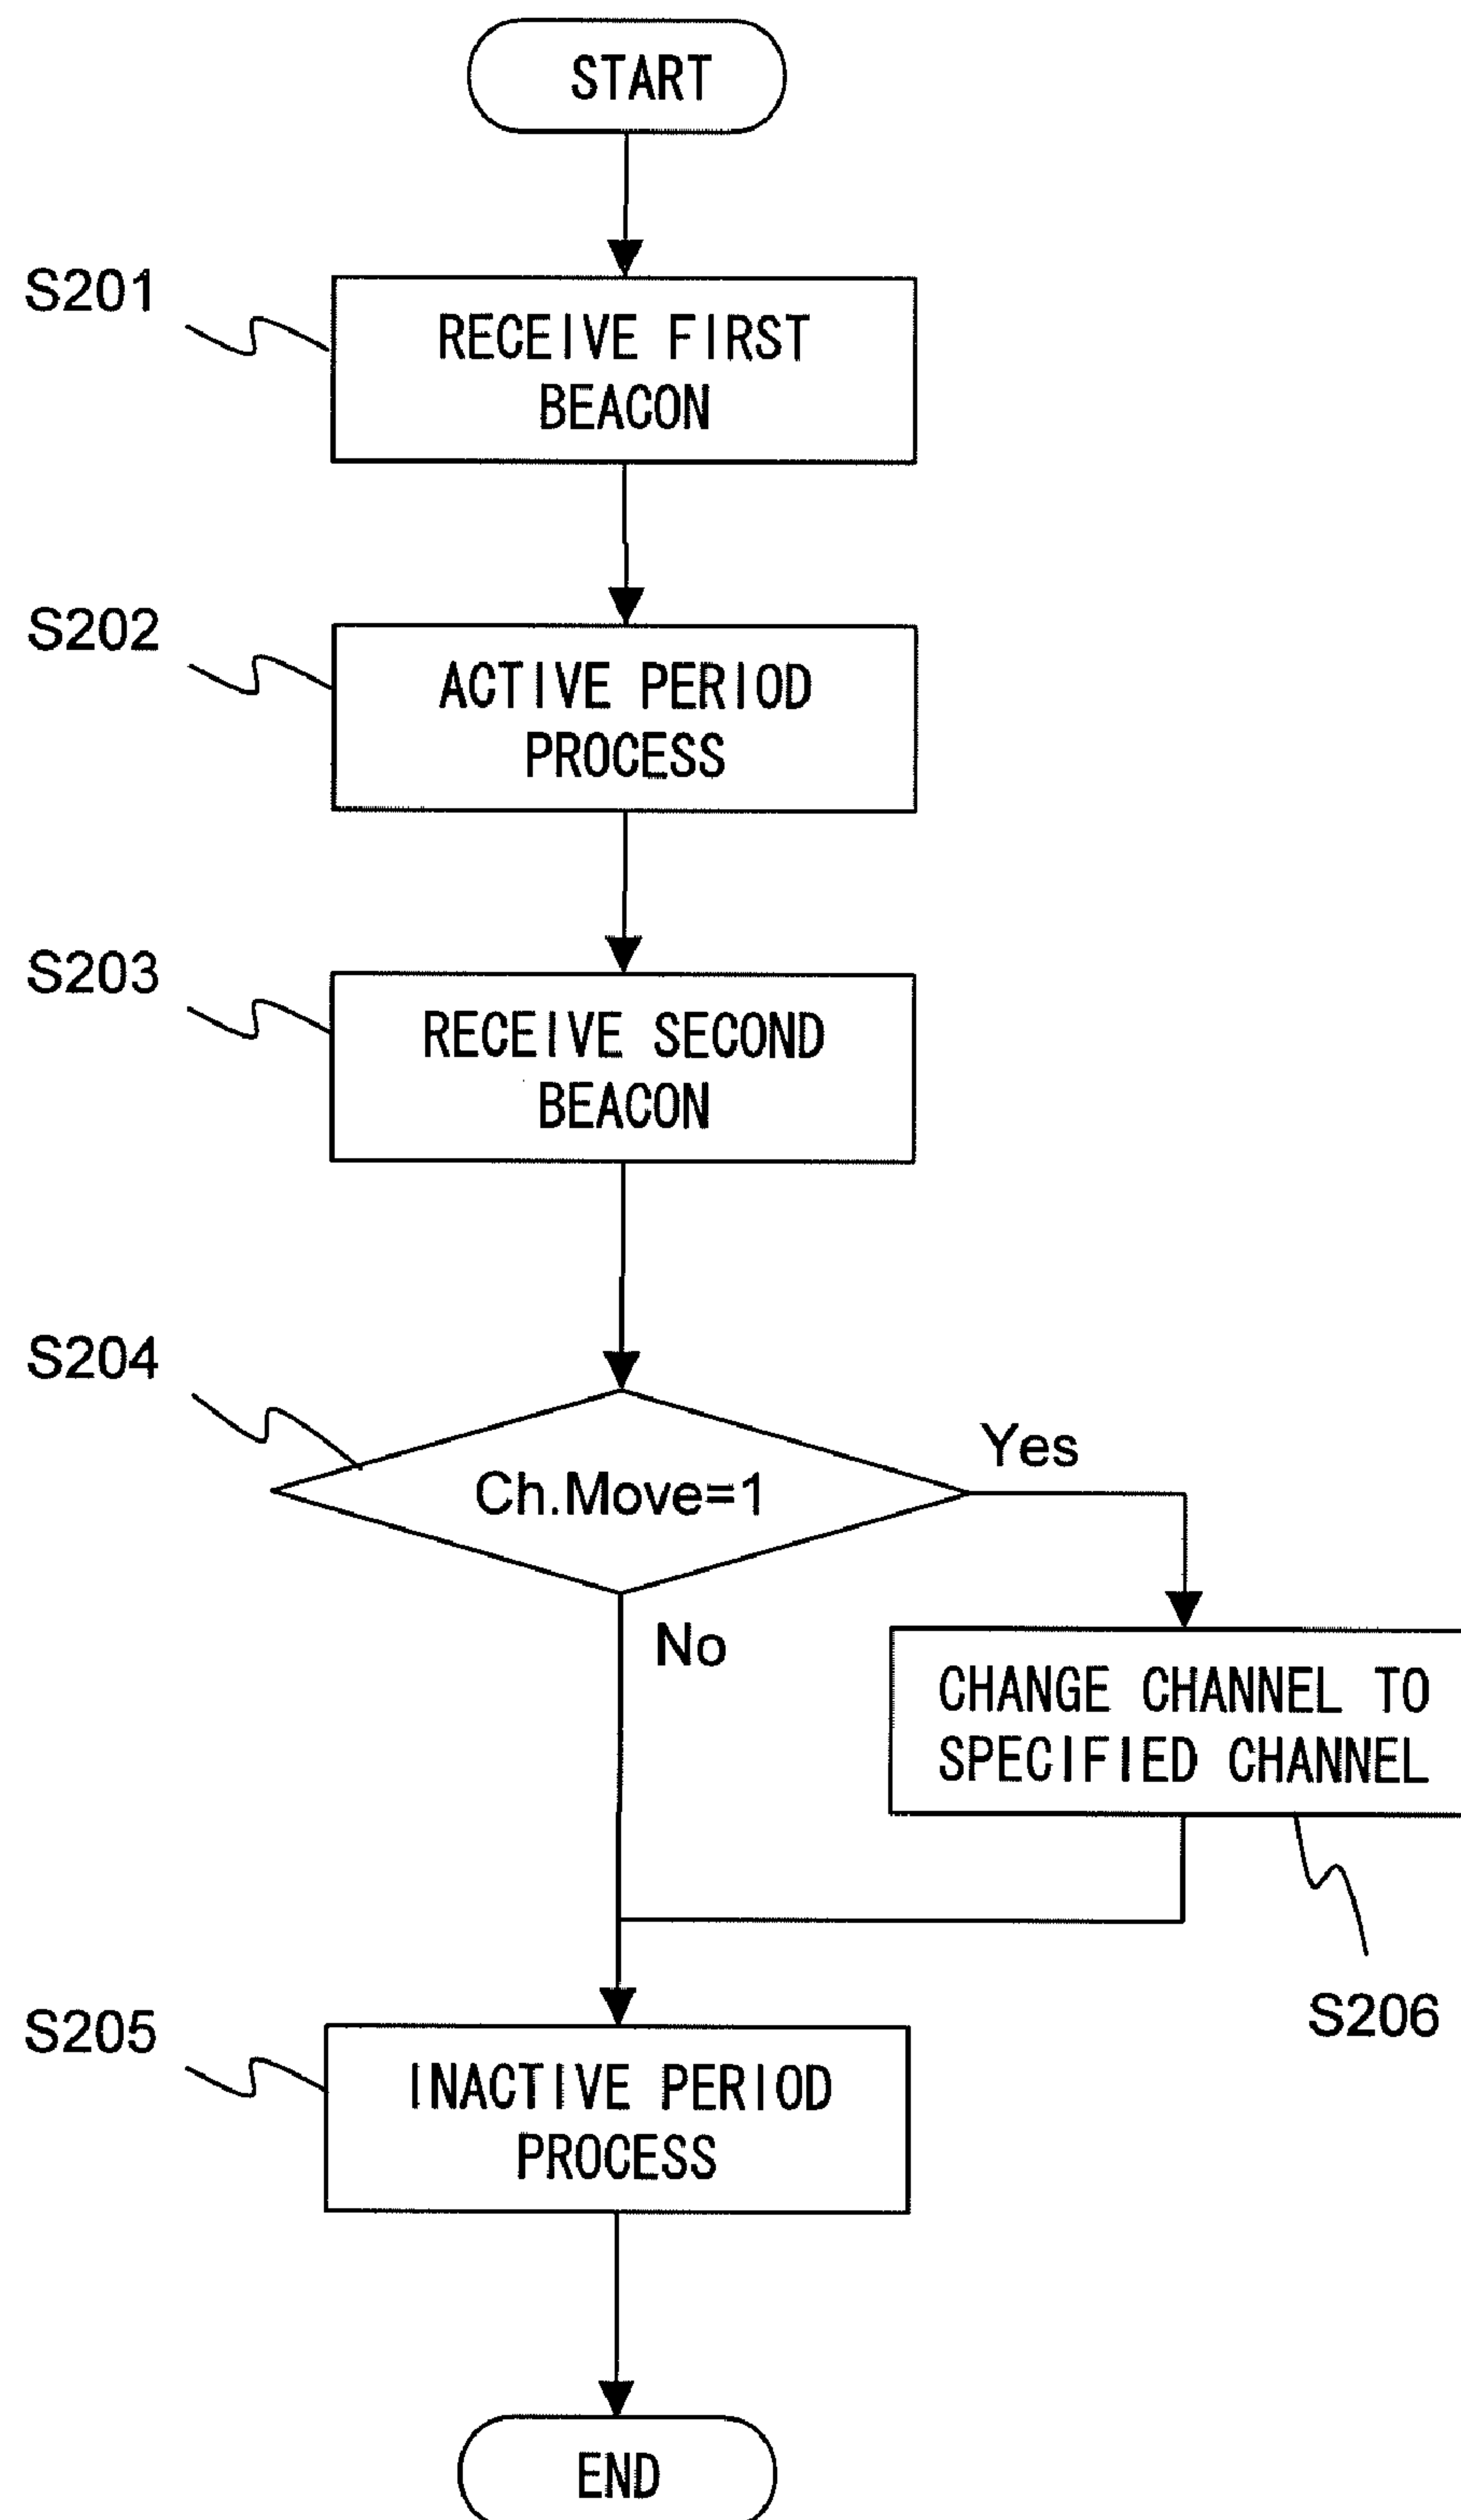 START
S201
RECEIVE FIRST
BEACON
S202
ACTIVE PERIOD
PROCESS
S203
RECEIVE SECOND
BEACON
S204
Ch.Move=1
Yes
No
CHANGE CHANNEL TO
SPECIFIED CHANNEL
S206
S205
INACTIVE PERIOD
PROCESS
END